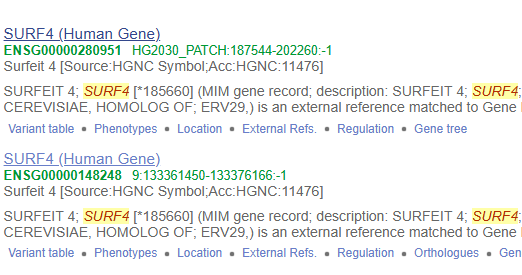 SURF4 (Human Gene)
ENSG00000280951 HG2030_PATCH:187544-202260:-1
Surfeit 4 [Source:HGNC Symbol;Acc:HGNC:11476]
SURFEIT 4; SURF4 [*185660] (MIM gene record; description: SURFEIT 4; SURF4;
CEREVISIAE, HOMOLOG OF; ERV29,) is an external reference matched to Gene
Variant table • Phenotypes • Location • External Refs. • Regulation • Gene tree
SURF4 (Human Gene)
ENSG00000148248 9:133361450-133376166:-1
Surfeit 4 [Source:HGNC Symbol;Acc:HGNC:11476]
SURFEIT 4; SURF4 [*185660] (MIM gene record; description: SURFEIT 4; SURF4;
CEREVISIAE, HOMOLOG OF; ERV29,) is an external reference matched to Gene
Variant table • Phenotypes • Location • External Refs. • Regulation • Orthologues • Gen